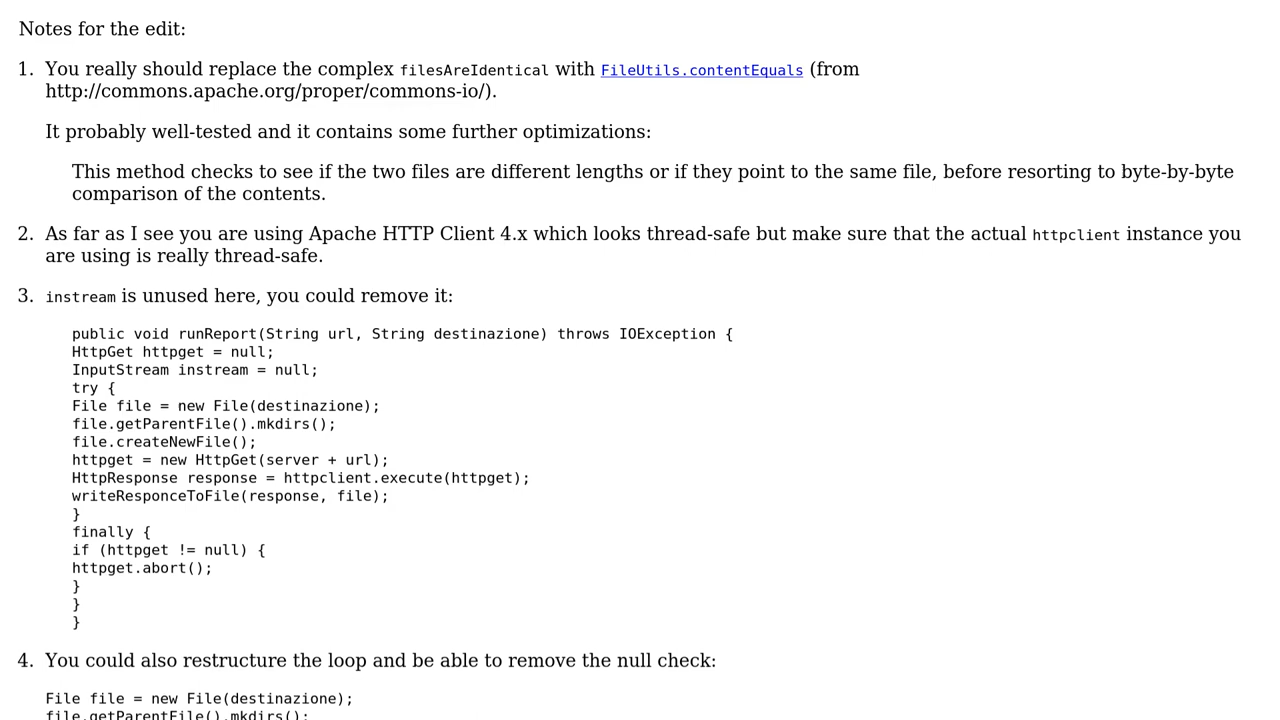 Notes for the edit:
1. You really should replace the complex filesAreIdentical with FileUtils.contentEquals (from
http://commons.apache.org/proper/commons-io/).
It probably well-tested and it contains some further optimizations:
This method checks to see if the two files are different lengths or if they point to the same file, before resorting to byte-by-byte
comparison of the contents.
2. As far as I see you are using Apache HTTP Client 4.x which looks thread-safe but make sure that the actual httpclient instance you
are using is really thread-safe.
3. instream is unused here, you could remove it:
public void runReport(String url, String destinazione) throws IOException {
HttpGet httpget = null;
InputStream instream = null;
try {
File file = new File(destinazione);
file.getParentFile().mkdirs();
file.createNewFile();
httpget = new HttpGet(server + url);
HttpResponse response = httpclient.execute(httpget);
writeResponceToFile(response, file);
}
finally {
if (httpget != null) {
httpget.abort();
}
}
}
4. You could also restructure the loop and be able to remove the null check:
File file = new File(destinazione);
file.getParentFile().mkdirs();